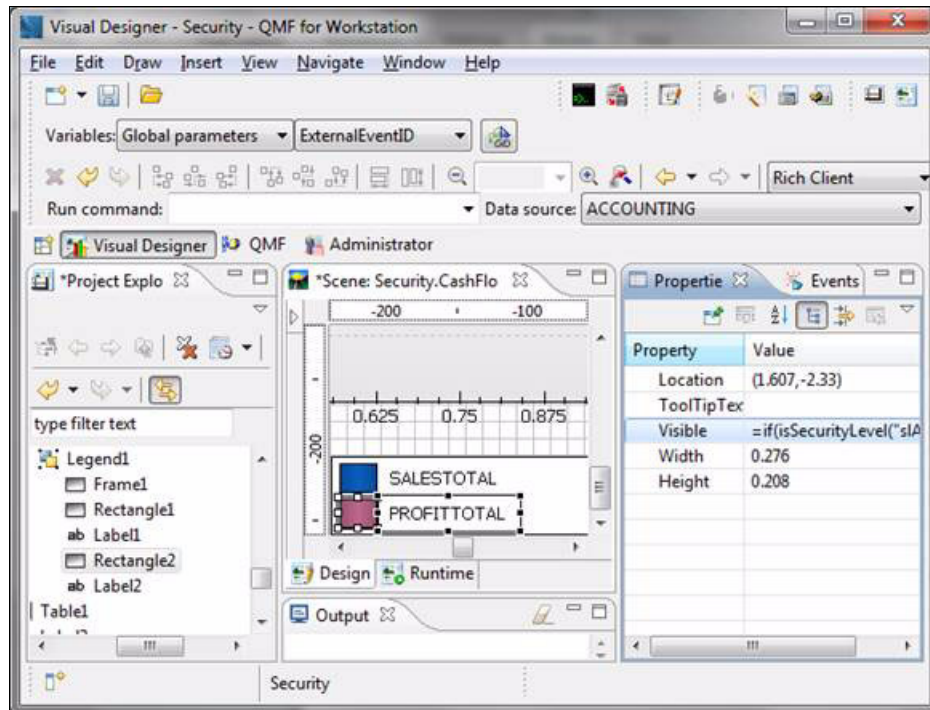 Visual Designer - Security - QMF for Workstation
File Edit Draw Insert View Navigate Window Help
Variables: Global parameters ExternalEventID
Rich Client
Run command: Data source: ACCOUNTING
Visual Designer QMF Administrator
*Project Explo
type filter text
Legend1
Frame1
Rectangle1
ab Label1
Rectangle2
ab Label2
Table1
*Scene: Security.CashFlo
-200 -100
0.625 0.75 0.875
-200
SALESTOTAL
PROFITTOTAL
Design Runtime
Output
Propertie Events
Property Value
Location (1.607,-2.33)
ToolTipTex
Visible =if(isSecurityLevel("slA
Width 0.276
Height 0.208
Security